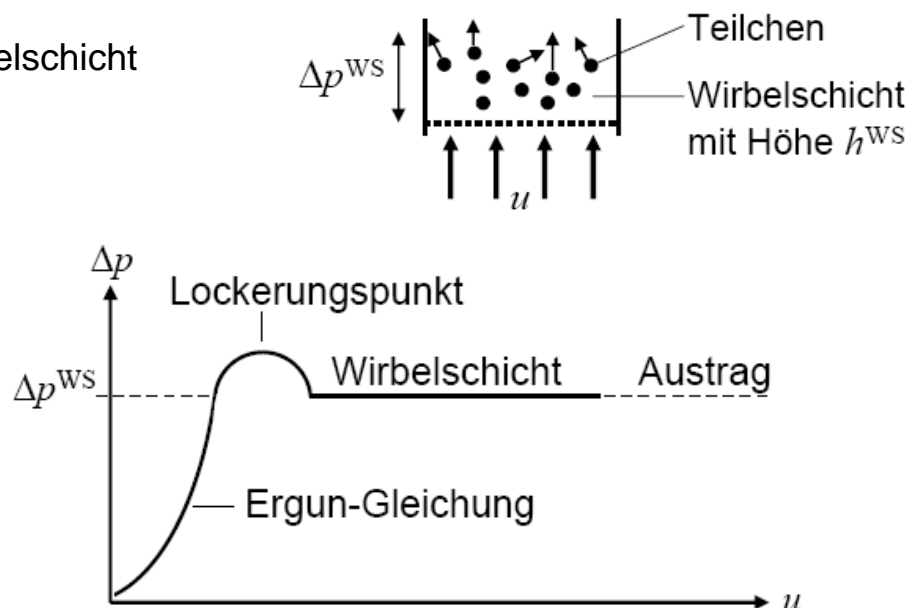 elschicht
Teilchen
Δp^WS
Wirbelschicht
mit Höhe h^WS
u
Δp
Lockerungspunkt
Δp^WS
Wirbelschicht
Austrag
Ergun-Gleichung
u